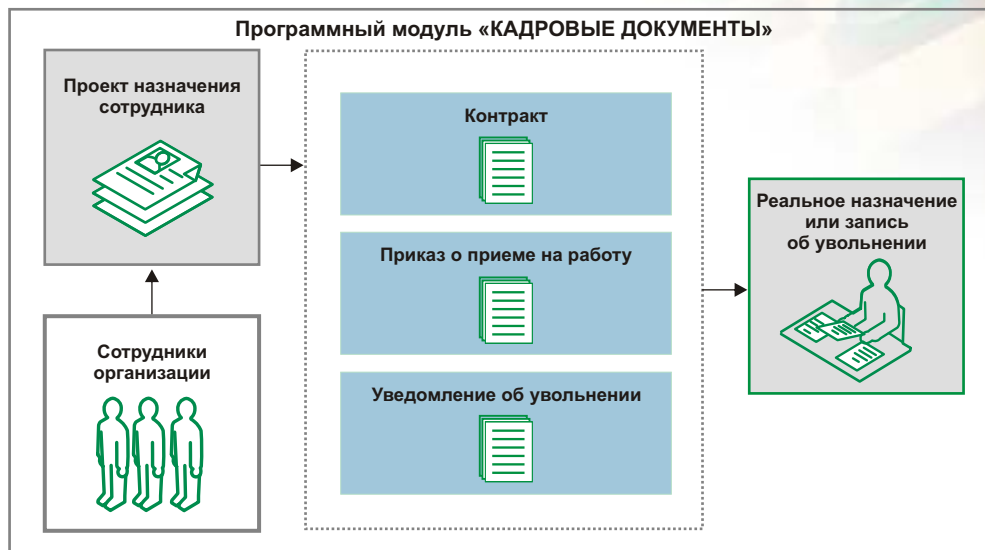 Программный модуль «КАДРОВЫЕ ДОКУМЕНТЫ»
Проект назначения
сотрудника
Сотрудники
организации
Контракт
Приказ о приеме на работу
Уведомление об увольнении
Реальное назначение
или запись
об увольнении